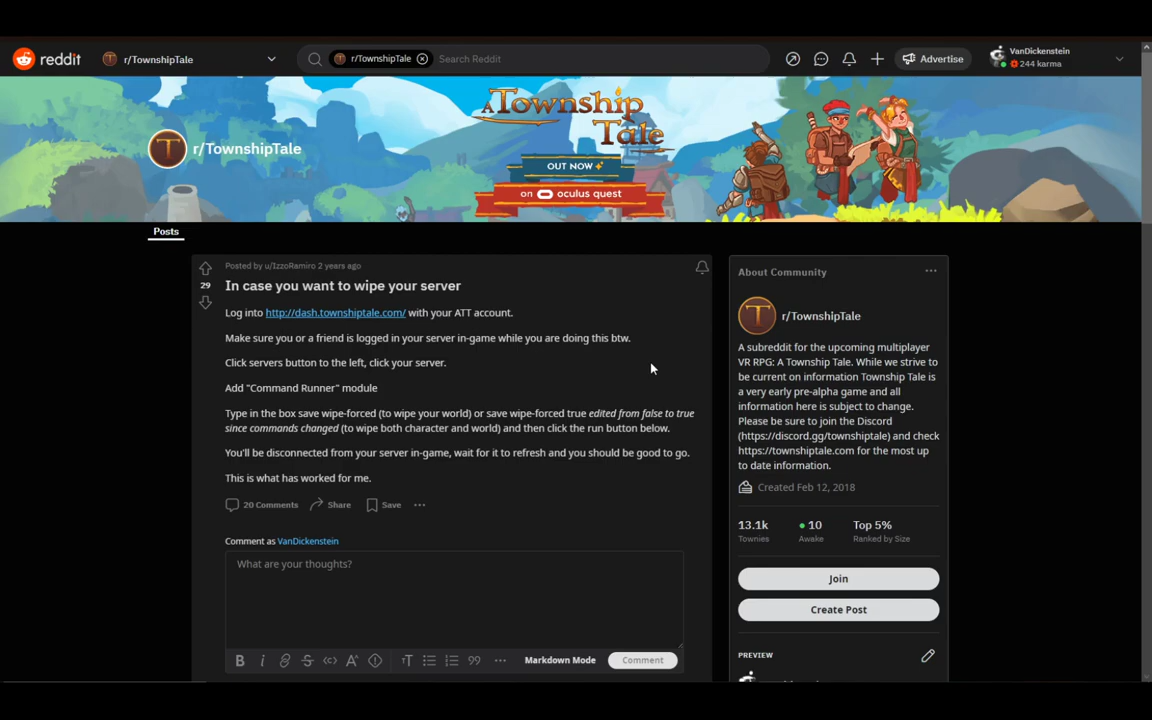 reddit
r/TownshipTale
r/TownshipTale
Search Reddit
Advertise
VanDickenstein
244 karma
A Township
Tale
OUT NOW
on oculus quest
T
r/TownshipTale
Posts
Posted by u/IzzoRamiro 2 years ago
29
In case you want to wipe your server
Log into http://dash.townshiptale.com/ with your ATT account.
Make sure you or a friend is logged in your server in-game while you are doing this btw.
Click servers button to the left, click your server.
Add "Command Runner" module
Type in the box save wipe-forced (to wipe your world) or save wipe-forced true edited from false to true
since commands changed (to wipe both character and world) and then click the run button below.
You'll be disconnected from your server in-game, wait for it to refresh and you should be good to go.
This is what has worked for me.
20 Comments
Share
Save
Comment as VanDickenstein
What are your thoughts?
B i S A T 99
Markdown Mode
Comment
About Community
T
r/TownshipTale
A subreddit for the upcoming multiplayer
VR RPG: A Township Tale. While we strive to
be current on information Township Tale is
a very early pre-alpha game and all
information here is subject to change.
Please be sure to join the Discord
(https://discord.gg/townshiptale) and check
https://townshiptale.com for the most up
to date information.
Created Feb 12, 2018
13.1k
Townies
10
Awake
Top 5%
Ranked by Size
Join
Create Post
PREVIEW